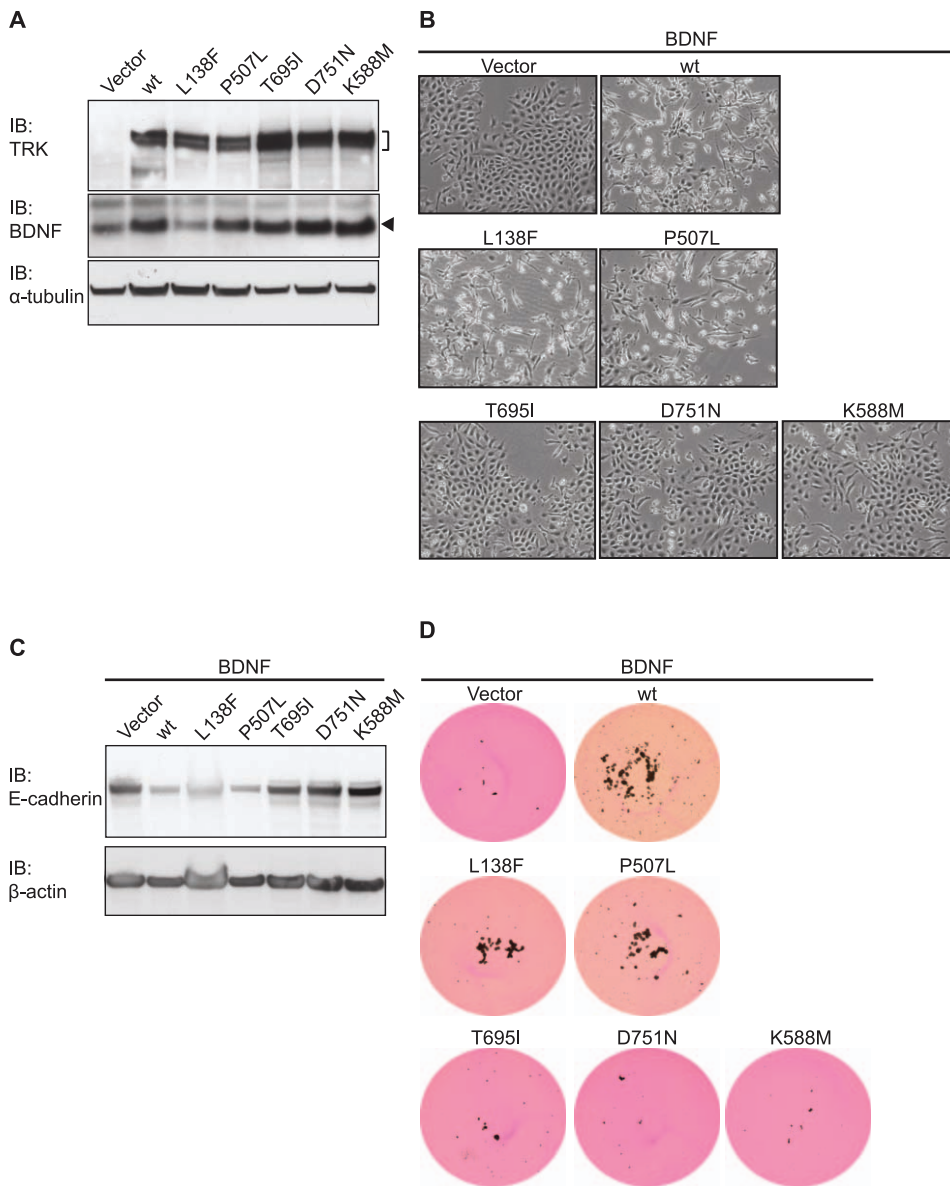 A
Vector wt L138F P507L T695I D751N K588M
IB:
TRK
IB:
BDNF
IB:
α-tubulin
B
BDNF
Vector wt
L138F P507L
T695I D751N K588M
C
BDNF
Vector wt L138F P507L T695I D751N K588M
IB:
E-cadherin
IB:
β-actin
D
BDNF
Vector wt
L138F P507L
T695I D751N K588M